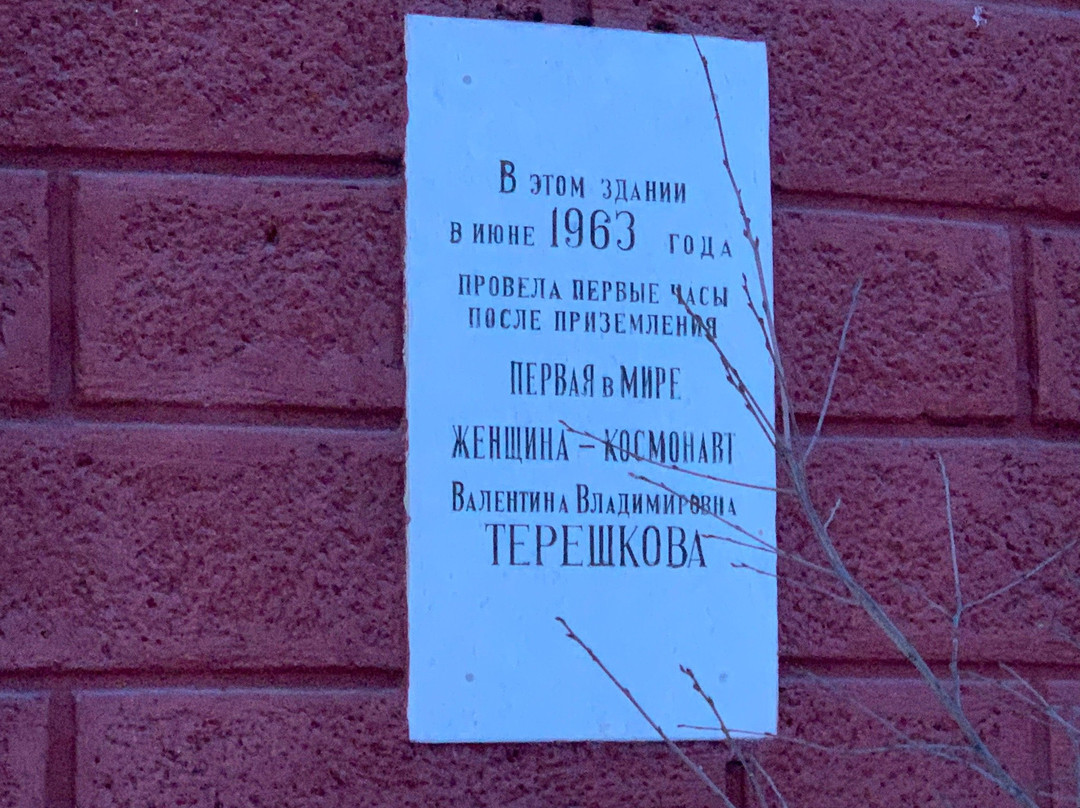 В ЭТОМ ЗДАНИИ
В ИЮНЕ 1963 ГОДА
ПРОВЕЛА ПЕРВЫЕ ЧАСЫ
ПОСЛЕ ПРИЗЕМЛЕНИЯ
ПЕРВАЯ в МИРЕ
ЖЕНЩИНА – КОСМОНАВТ
ВАЛЕНТИНА ВЛАДИМИРОВНА
ТЕРЕШКОВА